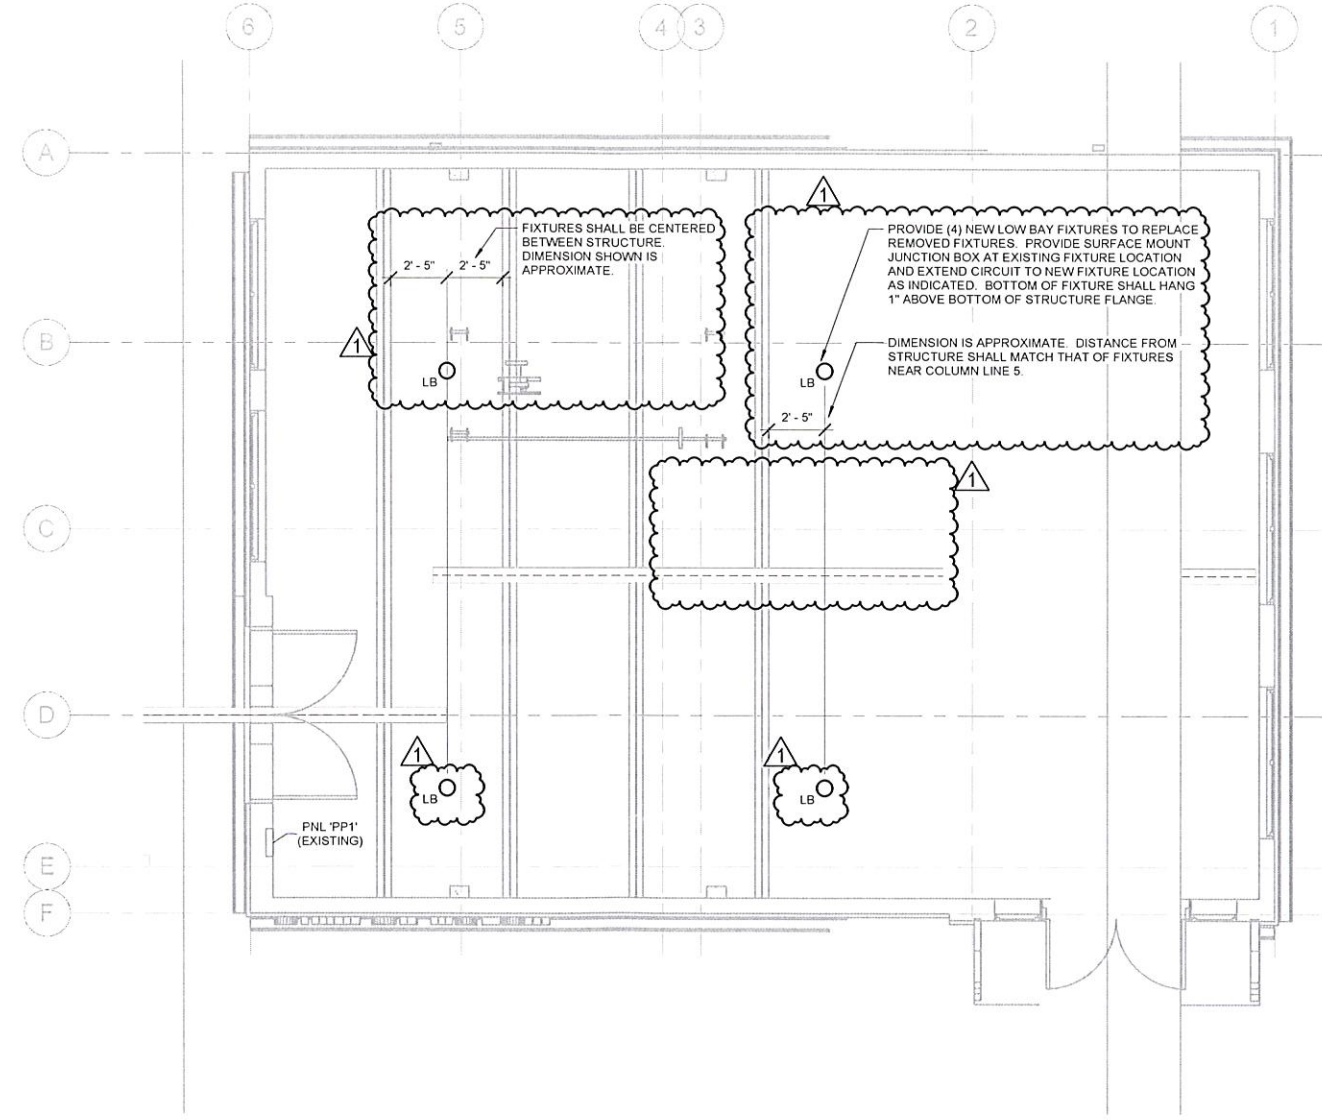 6
5
4
3
2
1
A
1
FIXTURES SHALL BE CENTERED
BETWEEN STRUCTURE.
DIMENSION SHOWN IS
APPROXIMATE.
2' - 5"
2' - 5"
PROVIDE (4) NEW LOW BAY FIXTURES TO REPLACE
REMOVED FIXTURES. PROVIDE SURFACE MOUNT
JUNCTION BOX AT EXISTING FIXTURE LOCATION
AND EXTEND CIRCUIT TO NEW FIXTURE LOCATION
AS INDICATED. BOTTOM OF FIXTURE SHALL HANG
1" ABOVE BOTTOM OF STRUCTURE FLANGE.
B
1
DIMENSION IS APPROXIMATE. DISTANCE FROM
STRUCTURE SHALL MATCH THAT OF FIXTURES
NEAR COLUMN LINE 5.
LB
LB
2' - 5"
1
C
D
1
1
LB
LB
PNL 'PP1'
(EXISTING)
E
F